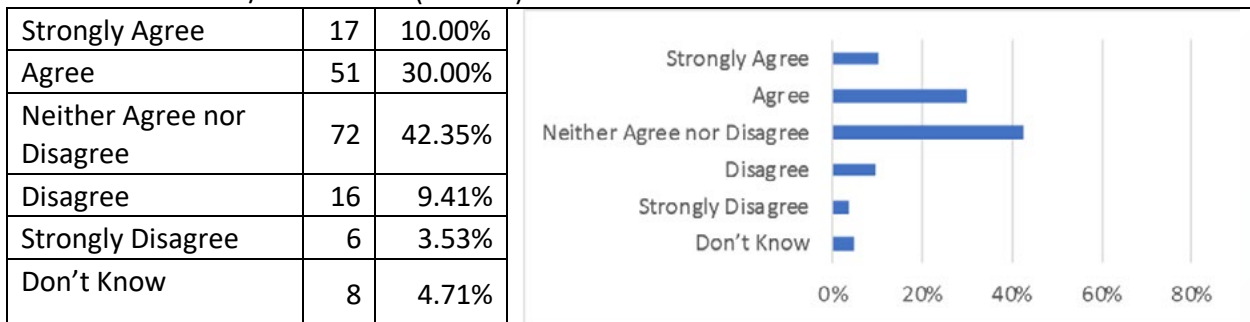 Strongly Agree 17 10.00%
Agree 51 30.00%
Neither Agree nor
Disagree 72 42.35%
Disagree 16 9.41%
Strongly Disagree 6 3.53%
Don’t Know 8 4.71%
Strongly Agree
Agree
Neither Agree nor Disagree
Disagree
Strongly Disagree
Don’t Know
0% 20% 40% 60% 80%